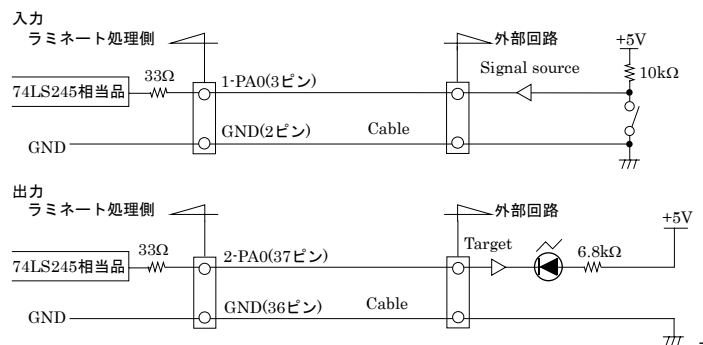 入力
ラミネート処理側
外部回路
+5V
33Ω
1-PA0(3ピン)
Signal source
10kΩ
74LS245相当品
GND
GND(2ピン)
Cable
出力
ラミネート処理側
外部回路
+5V
33Ω
2-PA0(37ピン)
Target
6.8kΩ
74LS245相当品
GND
GND(36ピン)
Cable